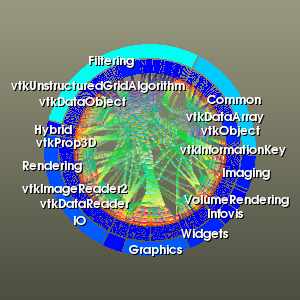 Filtering
vtkUnstructuredGridAlgorithm
vtkDataObject
Common
vtkDataArray
Hybrid
vtkObject
vtkProp3D
vtkInformationKey
Rendering
Imaging
vtkImageReader2
VolumeRendering
vtkDataReader
Infovis
IO
Widgets
Graphics